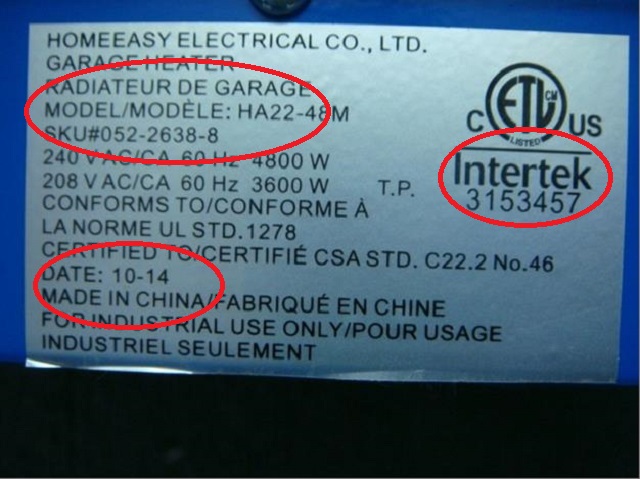 HOMEEASY ELECTRICAL CO., LTD.
GARAGE HEATER
RADIATEUR DE GARAGE
MODEL/MODÈLE: HA22-48M
SKU#052-2638-8
240 V AC/CA 60 Hz 4800 W
208 V AC/CA 60 Hz 3600 W T.P.
CONFORMS TO/CONFORME À
LA NORME UL STD.1278
CERTIFIED TO/CERTIFIÉ CSA STD. C22.2 No.46
DATE: 10-14
MADE IN CHINA/FABRIQUÉ EN CHINE
FOR INDUSTRIAL USE ONLY/POUR USAGE
INDUSTRIEL SEULEMENT
ETL CM
C US
LISTED
Intertek
3153457